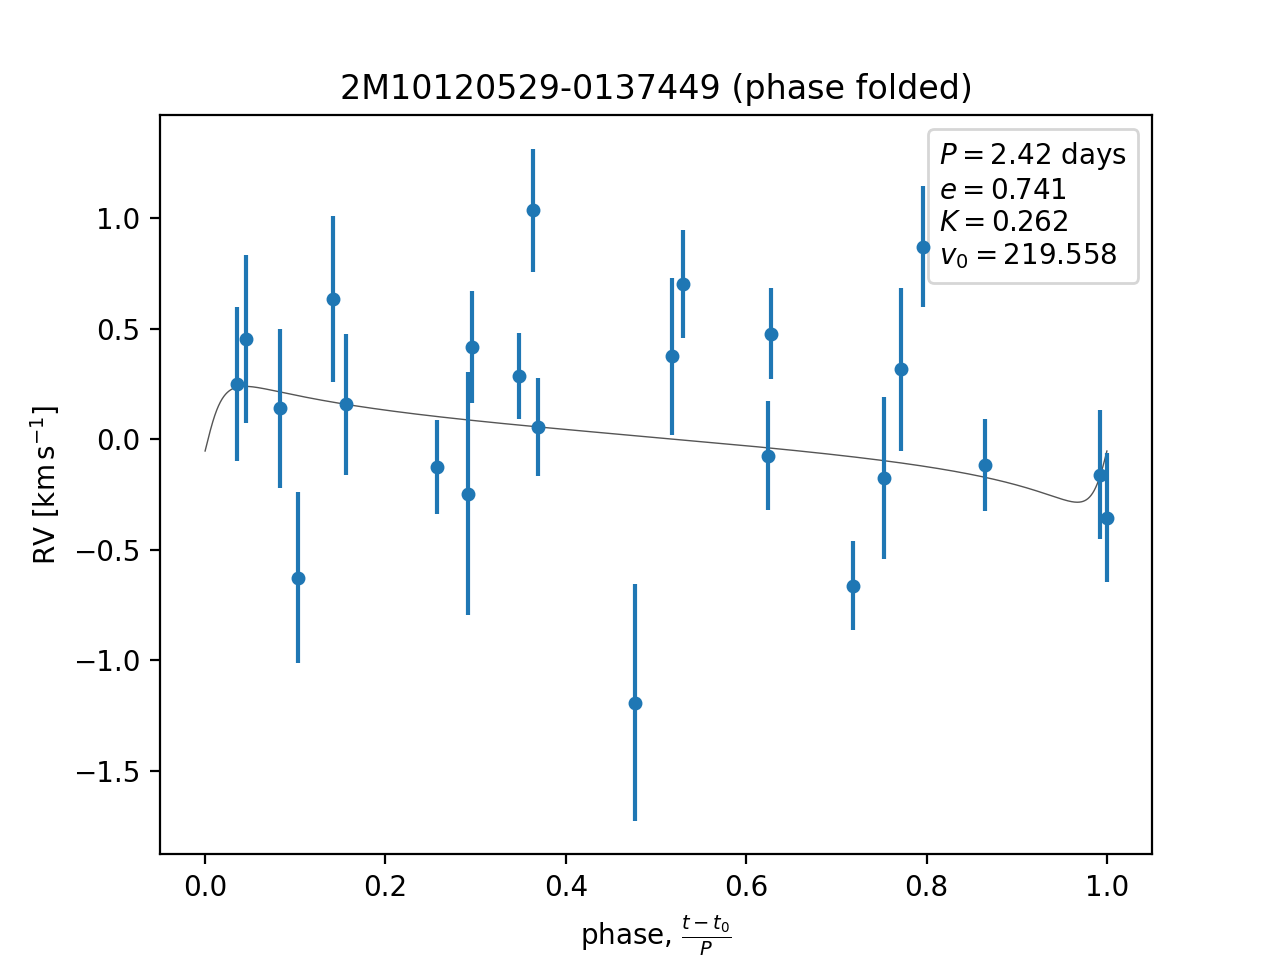 2M10120529-0137449 (phase folded)
P = 2.42 days
e = 0.741
K = 0.262
v₀ = 219.558
RV [km s⁻¹]
1.0
0.5
0.0
−0.5
−1.0
−1.5
0.0 0.2 0.4 0.6 0.8 1.0
phase, (t − t₀)/P